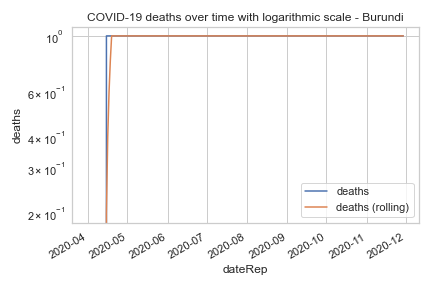 COVID-19 deaths over time with logarithmic scale - Burundi
10⁰
6 × 10⁻¹
4 × 10⁻¹
3 × 10⁻¹
2 × 10⁻¹
deaths
deaths
deaths (rolling)
2020-04
2020-05
2020-06
2020-07
2020-08
2020-09
2020-10
2020-11
2020-12
dateRep